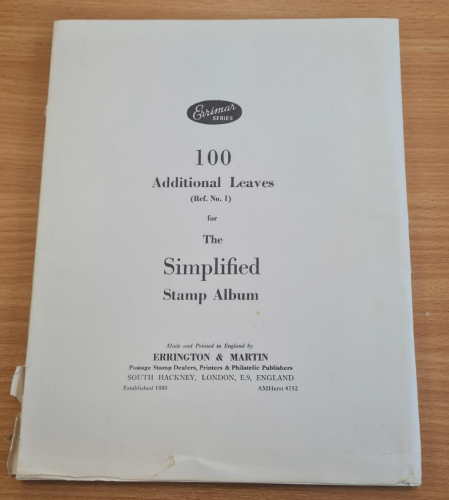 Errimar
SERIES
100
Additional Leaves
(Ref. No. 1)
for
The
Simplified
Stamp Album
Made and Printed in England by
ERRINGTON & MARTIN
Postage Stamp Dealers, Printers & Philatelic Publishers
SOUTH HACKNEY, LONDON, E.9, ENGLAND
Established 1880 AMHerst 4752